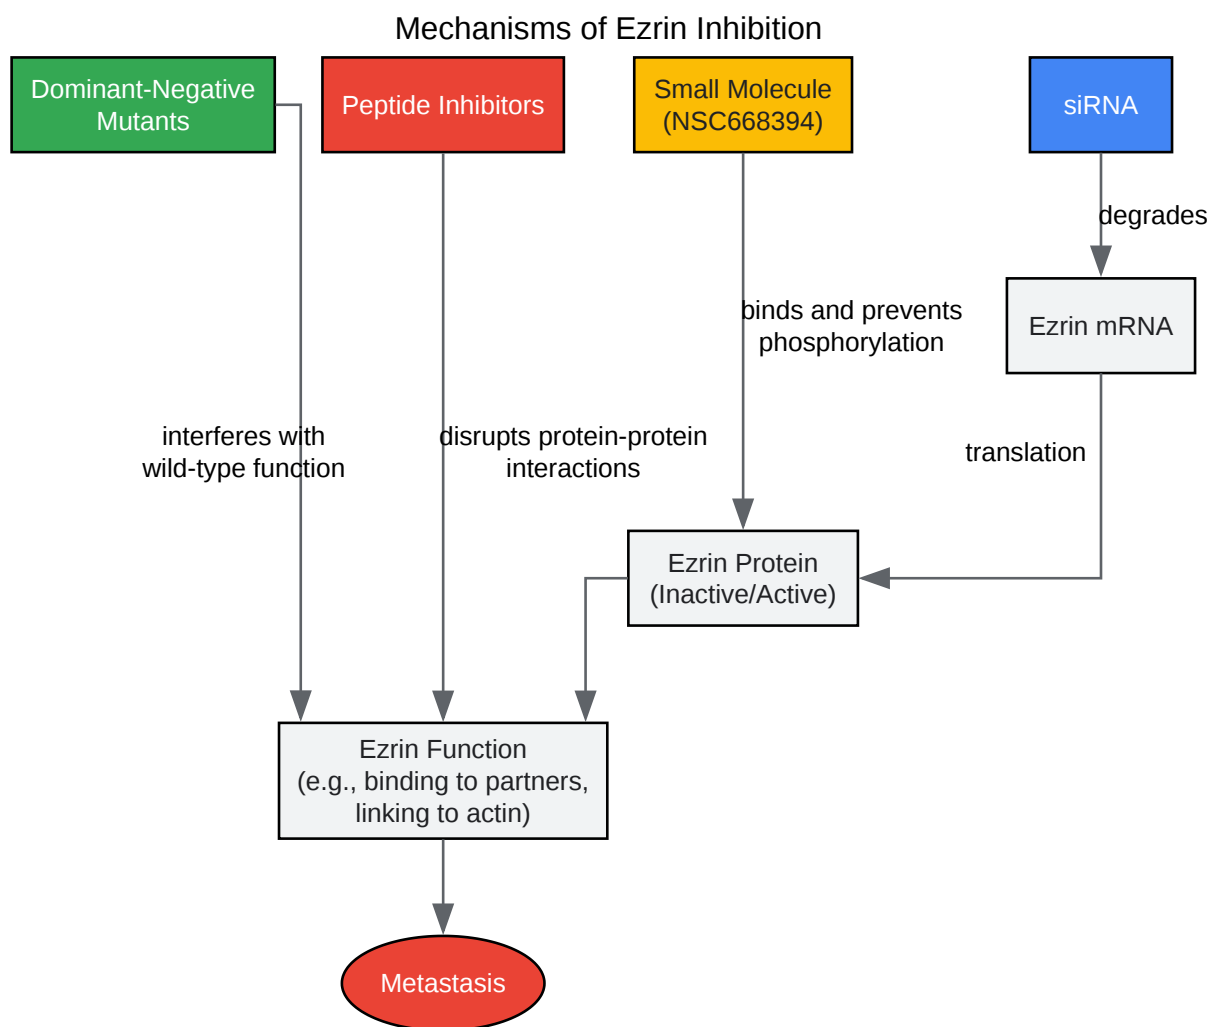 Mechanisms of Ezrin Inhibition
Dominant-Negative
Mutants
Peptide Inhibitors
Small Molecule
(NSC668394)
siRNA
degrades
Ezrin mRNA
binds and prevents
phosphorylation
interferes with
wild-type function
disrupts protein-protein
interactions
translation
Ezrin Protein
(Inactive/Active)
Ezrin Function
(e.g., binding to partners,
linking to actin)
Metastasis